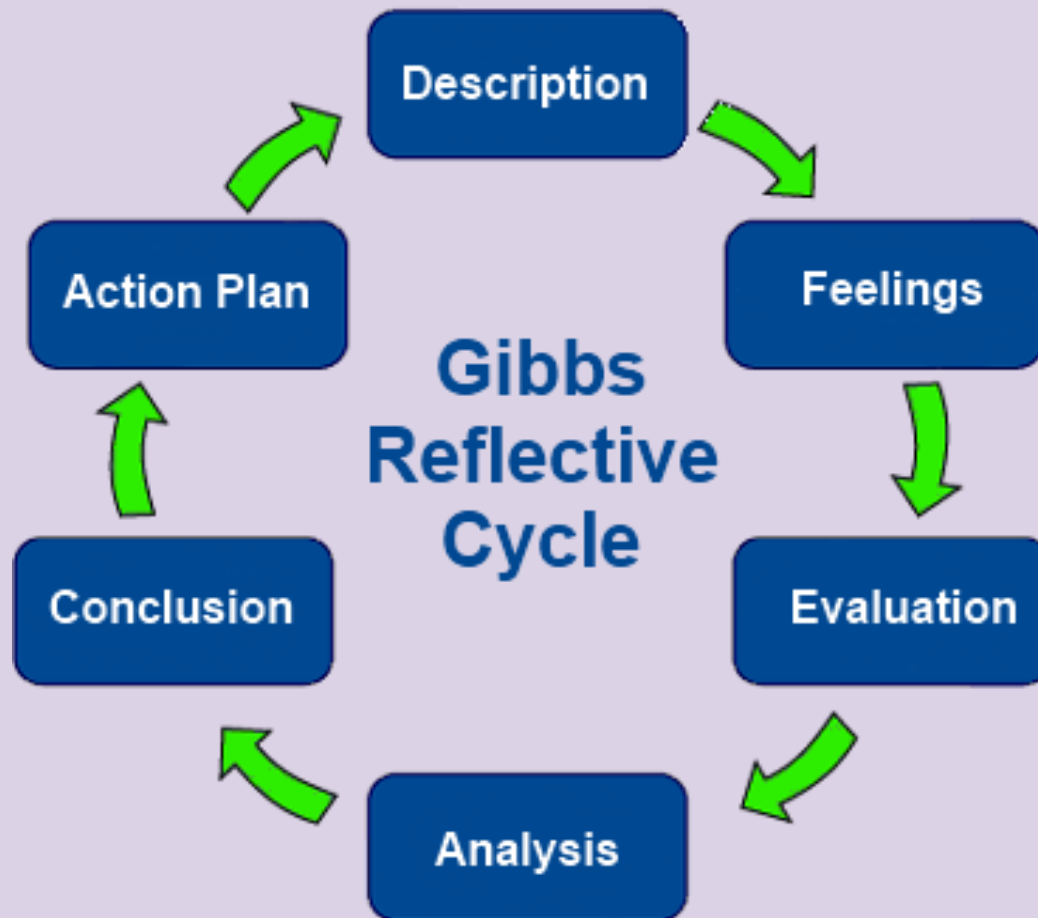 Description
Feelings
Evaluation
Analysis
Conclusion
Action Plan
Gibbs
Reflective
Cycle